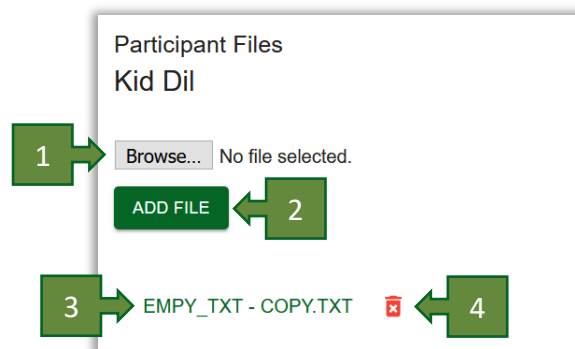 Participant Files
Kid Dil
1
Browse... No file selected.
ADD FILE
2
3
EMPY_TXT - COPY.TXT
4